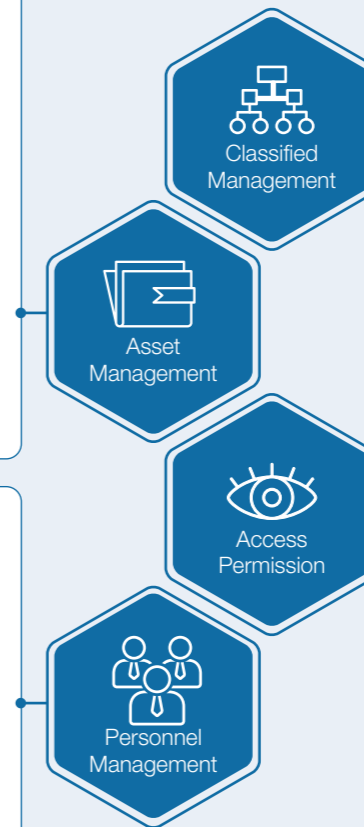 Classified
Management
Asset
Management
Access
Permission
Personnel
Management